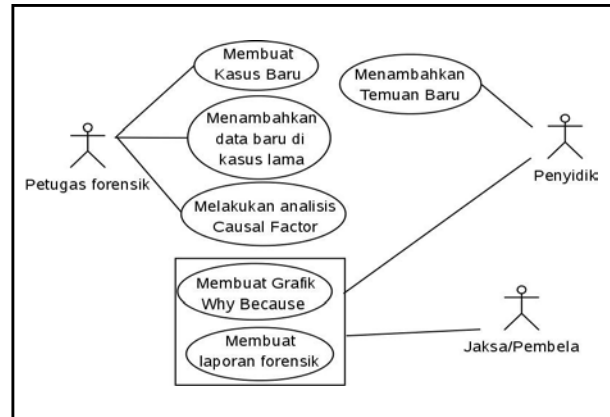 Membuat
Kasus Baru
Menambahkan
Temuan Baru
Menambahkan
data baru di
kasus lama
Petugas forensik
Penyidik
Melakukan analisis
Causal Factor
Membuat Grafik
Why Because
Membuat
laporan forensik
Jaksa/Pembela